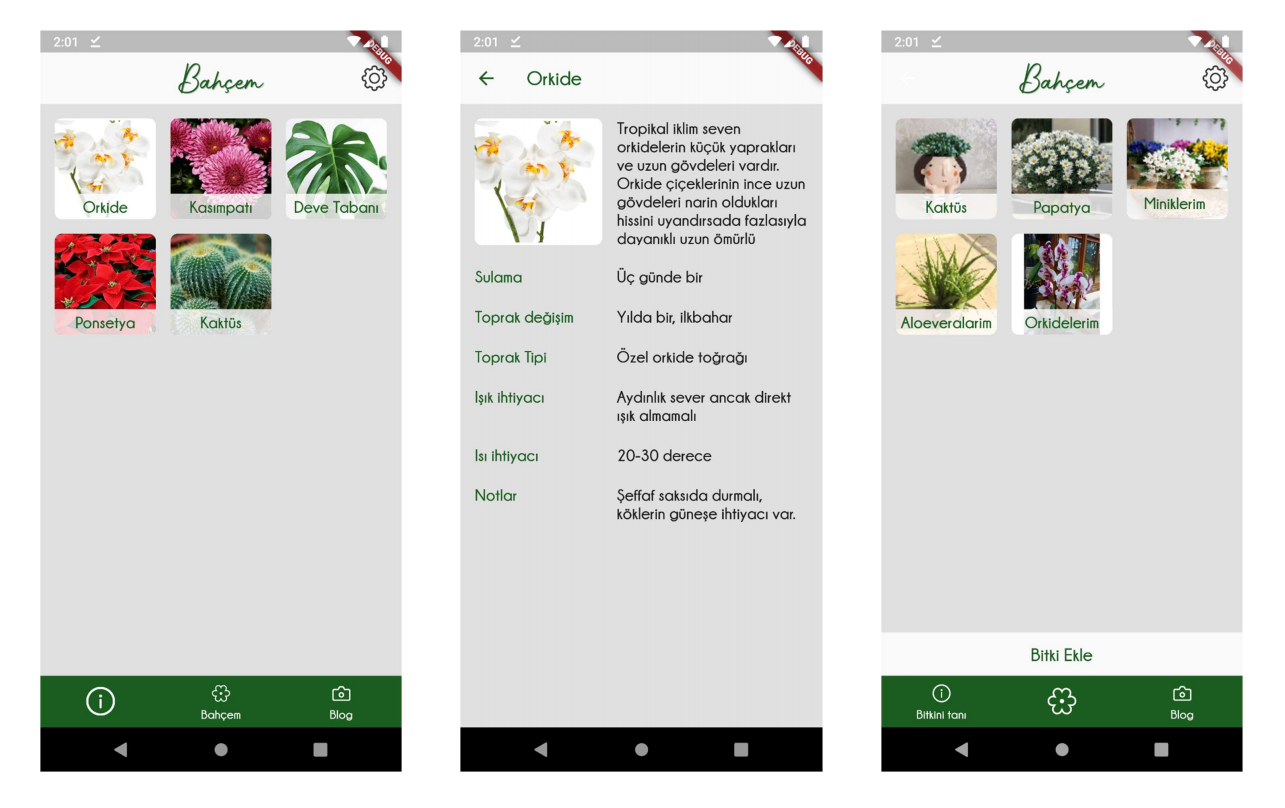 2:01
DEBUG
Bahçem
Orkide
Kasımpatı
Deve Tabanı
Ponsetya
Kaktüs
Bahçem
Blog
2:01
DEBUG
Orkide
Tropikal iklim seven
orkidelerin küçük yaprakları
ve uzun gövdeleri vardır.
Orkide çiçeklerinin ince uzun
gövdeleri narin oldukları
hissini uyandırsada fazlasıyla
dayanıklı uzun ömürlü
Sulama
Üç günde bir
Toprak değişim
Yılda bir, ilkbahar
Toprak Tipi
Özel orkide toğrağı
Işık ihtiyacı
Aydınlık sever ancak direkt
ışık almamalı
Isı ihtiyacı
20-30 derece
Notlar
Şeffaf saksıda durmalı,
köklerin güneşe ihtiyacı var.
2:01
DEBUG
Bahçem
Kaktüs
Papatya
Miniklerim
Aloeveralarim
Orkidelerim
Bitki Ekle
Bitkini tanı
Blog